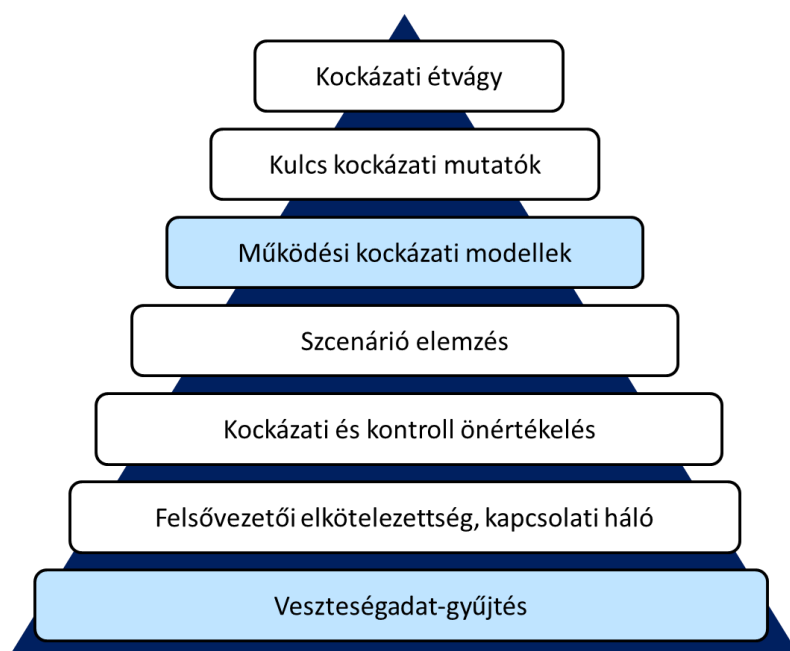 Kockázati étvágy
Kulcs kockázati mutatók
Működési kockázati modellek
Szcenárió elemzés
Kockázati és kontroll önértékelés
Felsővezetői elkötelezettség, kapcsolati háló
Veszteségadat-gyűjtés